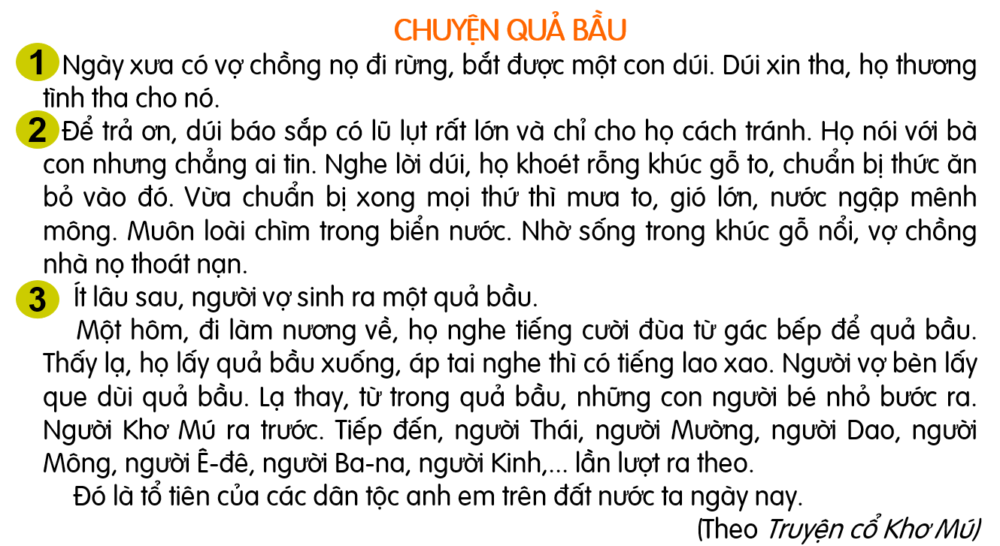 CHUYỆN QUẢ BẦU
1 Ngày xưa có vợ chồng nọ đi rừng, bắt được một con dúi. Dúi xin tha, họ thương
tình tha cho nó.
2 Để trả ơn, dúi báo sắp có lũ lụt rất lớn và chỉ cho họ cách tránh. Họ nói với bà
con nhưng chẳng ai tin. Nghe lời dúi, họ khoét rỗng khúc gỗ to, chuẩn bị thức ăn
bỏ vào đó. Vừa chuẩn bị xong mọi thứ thì mưa to, gió lớn, nước ngập mênh
mông. Muôn loài chìm trong biển nước. Nhờ sống trong khúc gỗ nổi, vợ chồng
nhà nọ thoát nạn.
3 Ít lâu sau, người vợ sinh ra một quả bầu.
Một hôm, đi làm nương về, họ nghe tiếng cười đùa từ gác bếp để quả bầu.
Thấy lạ, họ lấy quả bầu xuống, áp tai nghe thì có tiếng lao xao. Người vợ bèn lấy
que dùi quả bầu. Lạ thay, từ trong quả bầu, những con người bé nhỏ bước ra.
Người Khơ Mú ra trước. Tiếp đến, người Thái, người Mường, người Dao, người
Mông, người Ê-đê, người Ba-na, người Kinh,... lần lượt ra theo.
Đó là tổ tiên của các dân tộc anh em trên đất nước ta ngày nay.
(Theo Truyện cổ Khơ Mú)